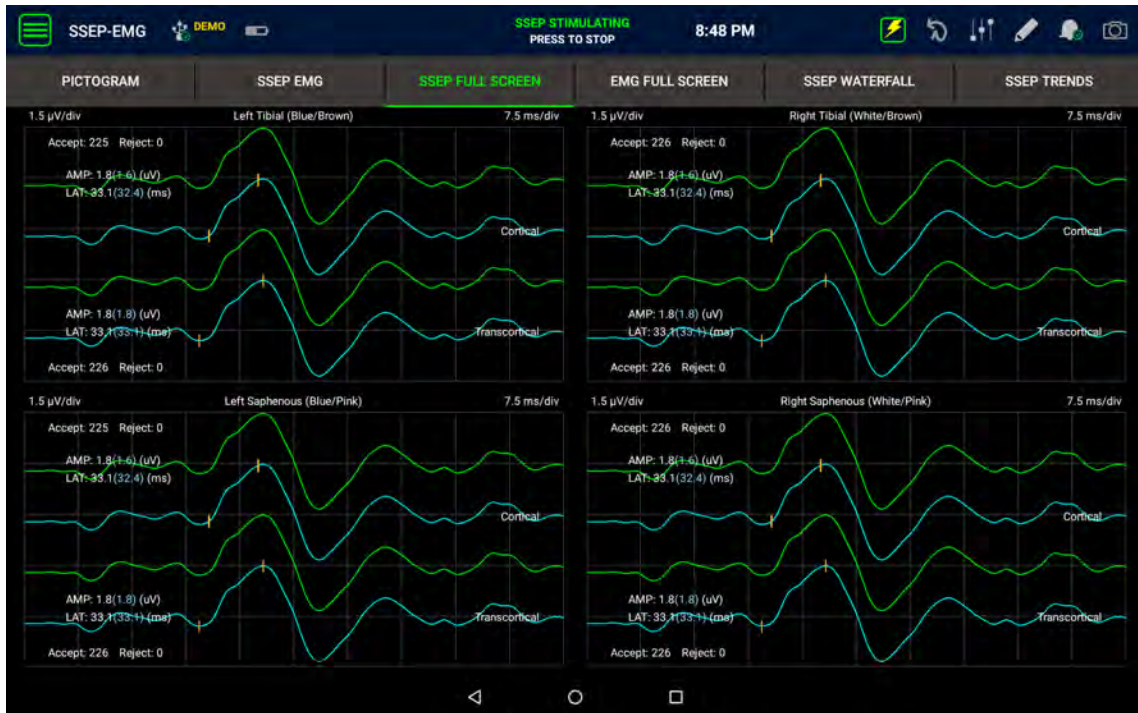 SSEP-EMG DEMO SSEP STIMULATING 8:48 PM
PRESS TO STOP
PICTOGRAM SSEP EMG SSEP FULL SCREEN EMG FULL SCREEN SSEP WATERFALL SSEP TRENDS
1.5 µV/div Left Tibial (Blue/Brown) 7.5 ms/div
Accept: 225 Reject: 0
AMP: 1.8(1.6) (uV)
LAT: 33.1(32.4) (ms)
Cortical
AMP: 1.8(1.8) (uV)
LAT: 33.1(33.1) (ms)
Transcortical
Accept: 226 Reject: 0
1.5 µV/div Right Tibial (White/Brown) 7.5 ms/div
Accept: 226 Reject: 0
AMP: 1.8(1.6) (uV)
LAT: 33.1(32.4) (ms)
Cortical
AMP: 1.8(1.8) (uV)
LAT: 33.1(33.1) (ms)
Transcortical
Accept: 226 Reject: 0
1.5 µV/div Left Saphenous (Blue/Pink) 7.5 ms/div
Accept: 225 Reject: 0
AMP: 1.8(1.6) (uV)
LAT: 33.1(32.4) (ms)
Cortical
AMP: 1.8(1.8) (uV)
LAT: 33.1(33.1) (ms)
Transcortical
Accept: 226 Reject: 0
1.5 µV/div Right Saphenous (White/Pink) 7.5 ms/div
Accept: 226 Reject: 0
AMP: 1.8(1.6) (uV)
LAT: 33.1(32.4) (ms)
Cortical
AMP: 1.8(1.8) (uV)
LAT: 33.1(33.1) (ms)
Transcortical
Accept: 226 Reject: 0